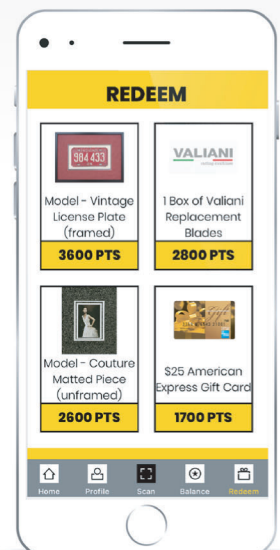 REDEEM
984 433
Model - Vintage
License Plate
(framed)
3600 PTS
VALIANI
1 Box of Valiani
Replacement
Blades
2800 PTS
Model - Couture
Matted Piece
(unframed)
2600 PTS
$25 American
Express Gift Card
1700 PTS
Home
Profile
Scan
Balance
Redeem